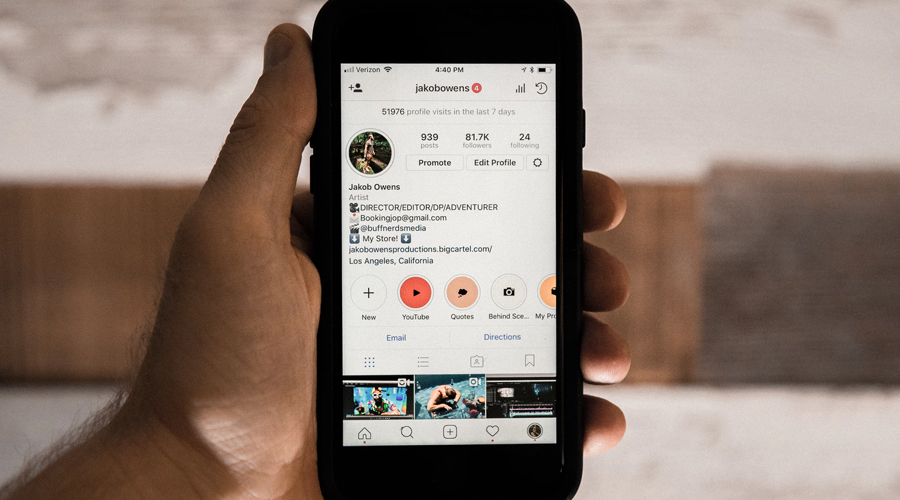 Verizon 4:40 PM
jakobowens 4
51976 profile visits in the last 7 days
939 81.7K 24
posts followers following
Promote Edit Profile
Jakob Owens
Artist
DIRECTOR/EDITOR/DP/ADVENTURER
Bookingjop@gmail.com
@buffnerdsmedia
My Store!
jakobowensproductions.bigcartel.com/
Los Angeles, California
New YouTube Quotes Behind Sce... My Pro
Email Directions